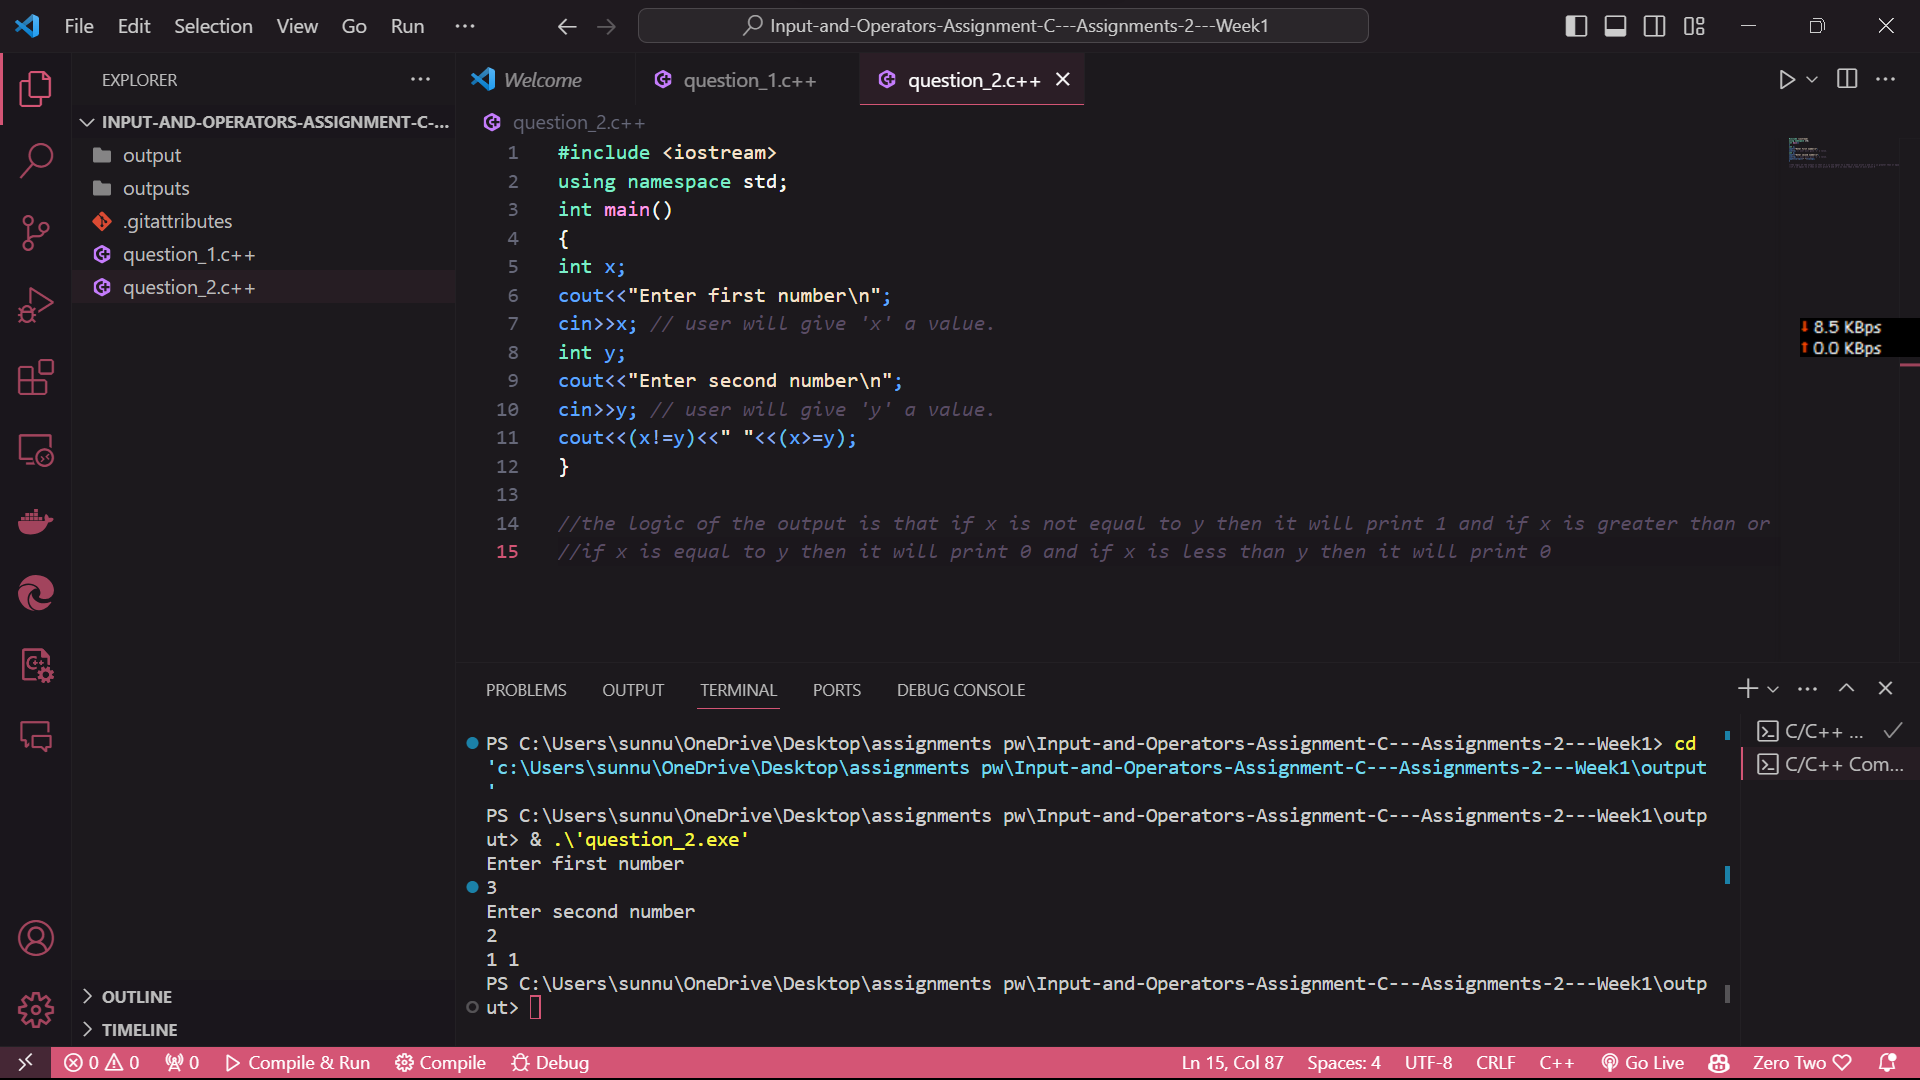 File Edit Selection View Go Run ···
Input-and-Operators-Assignment-C---Assignments-2---Week1
EXPLORER
Welcome
question_1.c++
question_2.c++
INPUT-AND-OPERATORS-ASSIGNMENT-C-...
output
outputs
.gitattributes
question_1.c++
question_2.c++
OUTLINE
TIMELINE
question_2.c++
1 #include <iostream>
2 using namespace std;
3 int main()
4 {
5 int x;
6 cout<<"Enter first number\n";
7 cin>>x; // user will give 'x' a value.
8 int y;
9 cout<<"Enter second number\n";
10 cin>>y; // user will give 'y' a value.
11 cout<<(x!=y)<<" "<<(x>=y);
12 }
13
14 //the logic of the output is that if x is not equal to y then it will print 1 and if x is greater than or
15 //if x is equal to y then it will print 0 and if x is less than y then it will print 0
8.5 KBps
0.0 KBps
PROBLEMS OUTPUT TERMINAL PORTS DEBUG CONSOLE
PS C:\Users\sunnu\OneDrive\Desktop\assignments pw\Input-and-Operators-Assignment-C---Assignments-2---Week1> cd
'c:\Users\sunnu\OneDrive\Desktop\assignments pw\Input-and-Operators-Assignment-C---Assignments-2---Week1\output
'
PS C:\Users\sunnu\OneDrive\Desktop\assignments pw\Input-and-Operators-Assignment-C---Assignments-2---Week1\outp
ut> & .\'question_2.exe'
Enter first number
3
Enter second number
2
1 1
PS C:\Users\sunnu\OneDrive\Desktop\assignments pw\Input-and-Operators-Assignment-C---Assignments-2---Week1\outp
ut>
C/C++ ...
C/C++ Com...
0 0 0 Compile & Run Compile Debug
Ln 15, Col 87 Spaces: 4 UTF-8 CRLF C++ Go Live Zero Two